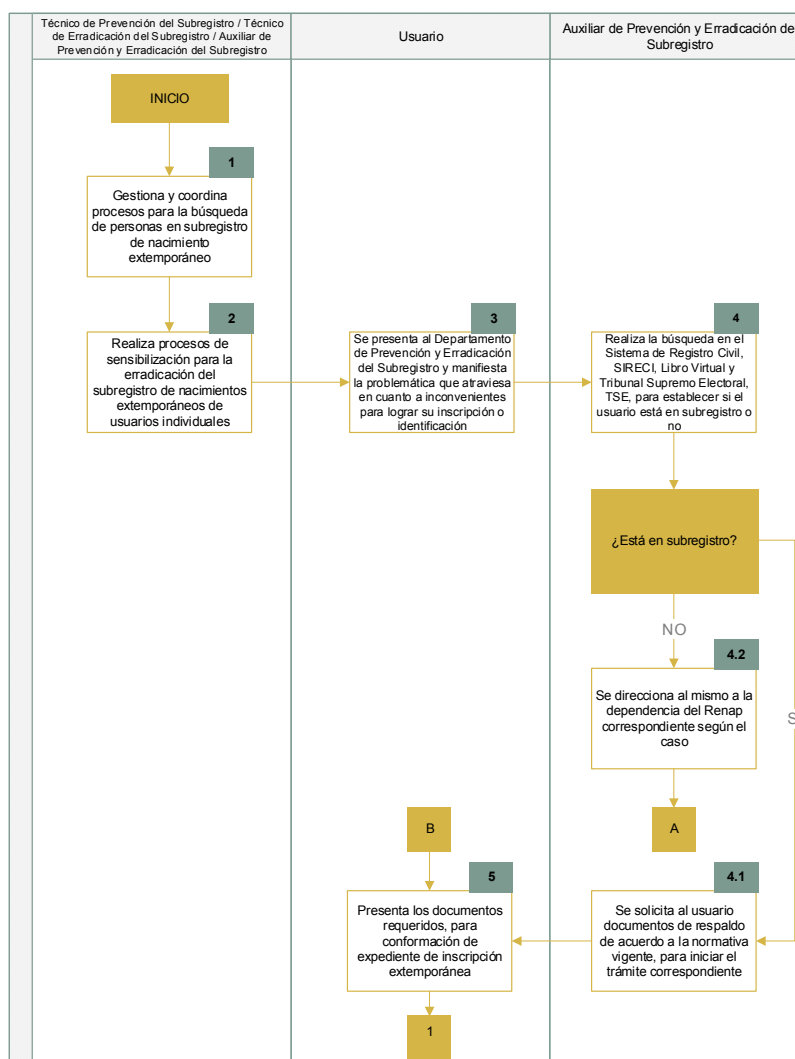 Técnico de Prevención del Subregistro / Técnico
de Erradicación del Subregistro / Auxiliar de
Prevención y Erradicación del Subregistro
Usuario
Auxiliar de Prevención y Erradicación de
Subregistro
INICIO
1
Gestiona y coordina
procesos para la búsqueda
de personas en subregistro
de nacimiento
extemporáneo
2
Realiza procesos de
sensibilización para la
erradicación del
subregistro de nacimientos
extemporáneos de
usuarios individuales
3
Se presenta al Departamento
de Prevención y Erradicación
del Subregistro y manifiesta
la problemática que atraviesa
en cuanto a inconvenientes
para lograr su inscripción o
identificación
4
Realiza la búsqueda en el
Sistema de Registro Civil,
SIRECI, Libro Virtual y
Tribunal Supremo Electoral,
TSE, para establecer si el
usuario está en subregistro o
no
¿Está en subregistro?
NO
S
4.2
Se direcciona al mismo a la
dependencia del Renap
correspondiente según el
caso
A
B
4.1
Se solicita al usuario
documentos de respaldo
de acuerdo a la normativa
vigente, para iniciar el
trámite correspondiente
5
Presenta los documentos
requeridos, para
conformación de
expediente de inscripción
extemporánea
1